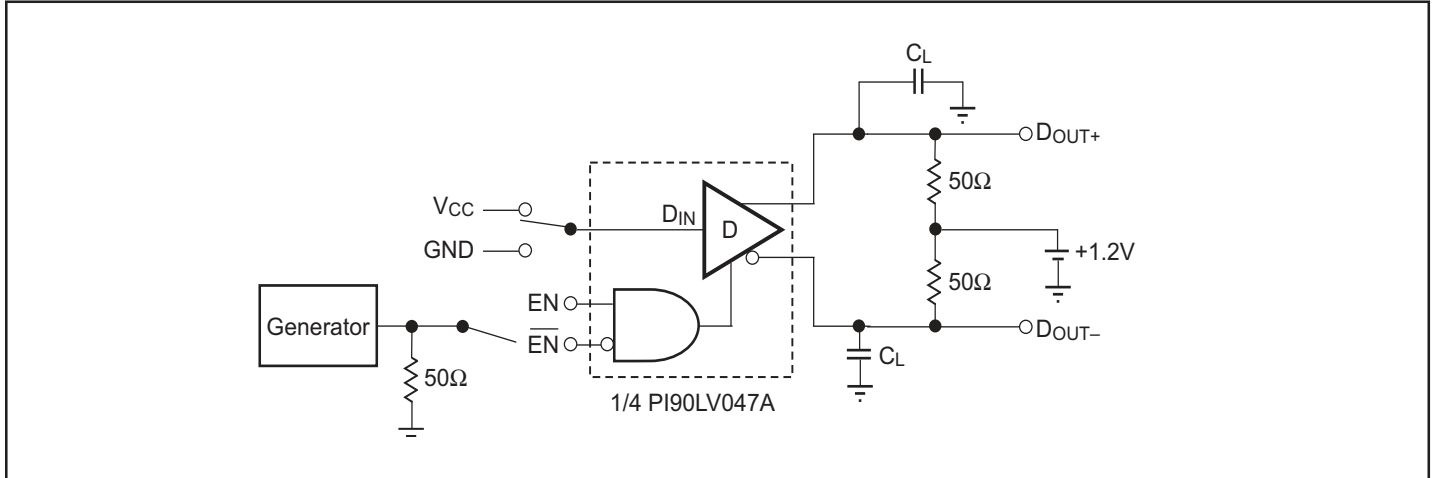 CL
DOUT+
50Ω
VCC
DIN
D
GND
+1.2V
50Ω
EN
Generator
EN
DOUT–
CL
50Ω
1/4 PI90LV047A